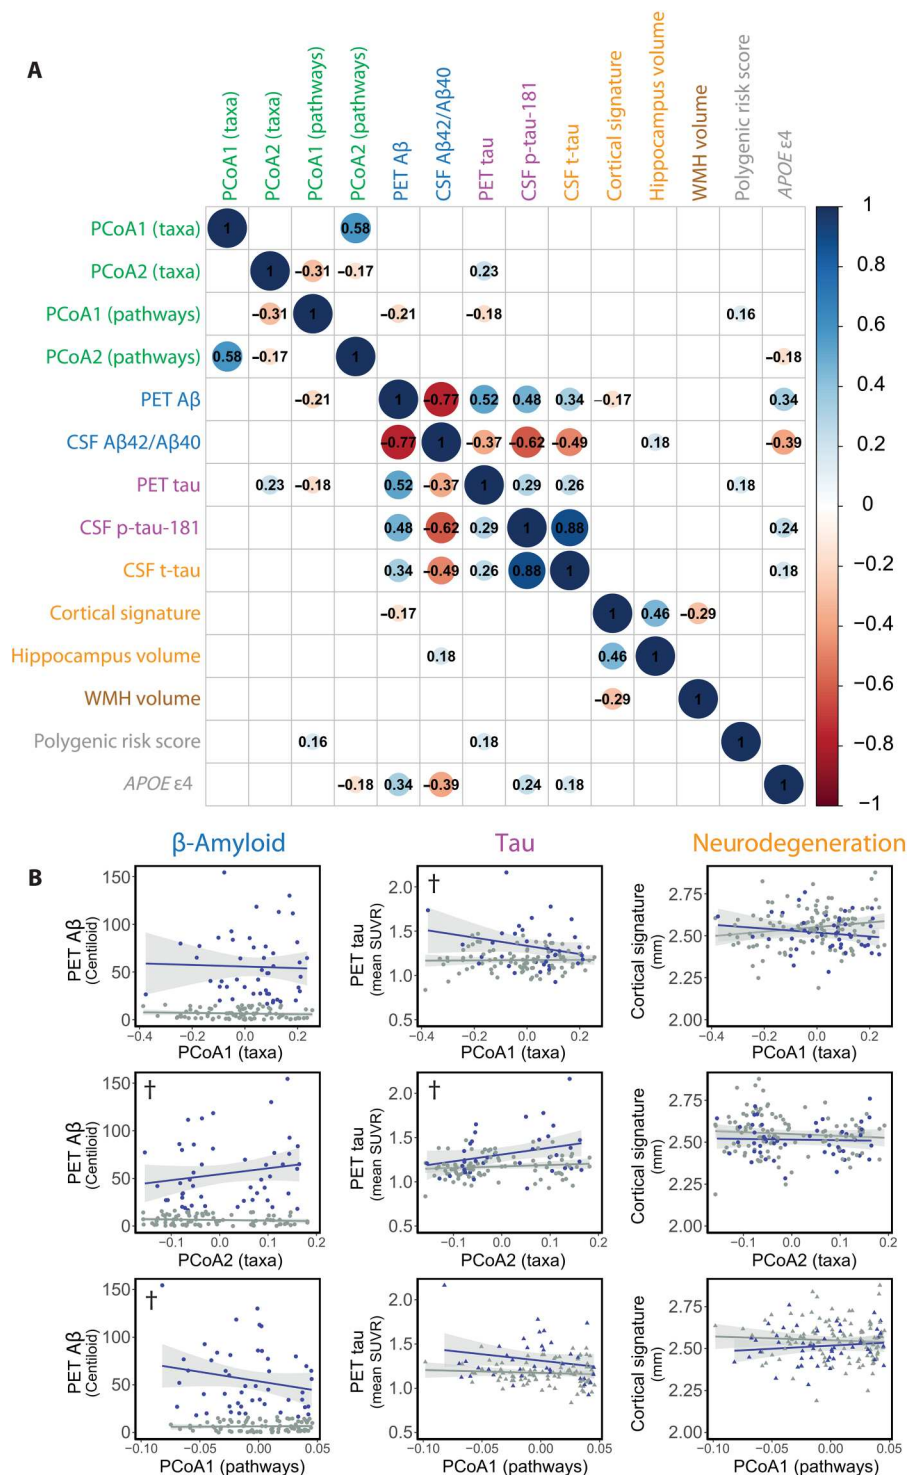 A
PCoA1 (taxa)
PCoA2 (taxa)
PCoA1 (pathways)
PCoA2 (pathways)
PET Aβ
CSF Aβ42/Aβ40
PET tau
CSF p-tau-181
CSF t-tau
Cortical signature
Hippocampus volume
WMH volume
Polygenic risk score
APOE ε4
PCoA1 (taxa) 1 0.58
PCoA2 (taxa) 1 −0.31 −0.17 0.23
PCoA1 (pathways) −0.31 1 −0.21 −0.18 0.16
PCoA2 (pathways) 0.58 −0.17 1 −0.18
PET Aβ −0.21 1 −0.77 0.52 0.48 0.34 −0.17 0.34
CSF Aβ42/Aβ40 −0.77 1 −0.37 −0.62 −0.49 0.18 −0.39
PET tau 0.23 −0.18 0.52 −0.37 1 0.29 0.26 0.18
CSF p-tau-181 0.48 −0.62 0.29 1 0.88 0.24
CSF t-tau 0.34 −0.49 0.26 0.88 1 0.18
Cortical signature −0.17 1 0.46 −0.29
Hippocampus volume 0.18 0.46 1
WMH volume −0.29 1
Polygenic risk score 0.16 0.18 1
APOE ε4 −0.18 0.34 −0.39 0.24 0.18 1
1
0.8
0.6
0.4
0.2
0
−0.2
−0.4
−0.6
−0.8
−1
B
β-Amyloid
Tau
Neurodegeneration
PET Aβ
(Centiloid)
150
100
50
0
−0.4 −0.2 0.0 0.2
PCoA1 (taxa)
†
PET tau
(mean SUVR)
2.0
1.5
1.0
0.5
−0.4 −0.2 0.0 0.2
PCoA1 (taxa)
Cortical signature
(mm)
2.75
2.50
2.25
2.00
−0.4 −0.2 0.0 0.2
PCoA1 (taxa)
†
PET Aβ
(Centiloid)
150
100
50
0
−0.1 0.0 0.1 0.2
PCoA2 (taxa)
†
PET tau
(mean SUVR)
2.0
1.5
1.0
0.5
−0.1 0.0 0.1 0.2
PCoA2 (taxa)
Cortical signature
(mm)
2.75
2.50
2.25
2.00
−0.1 0.0 0.1 0.2
PCoA2 (taxa)
†
PET Aβ
(Centiloid)
150
100
50
0
−0.10 −0.05 0.00 0.05
PCoA1 (pathways)
PET tau
(mean SUVR)
2.0
1.5
1.0
0.5
−0.10 −0.05 0.00 0.05
PCoA1 (pathways)
Cortical signature
(mm)
2.75
2.50
2.25
2.00
−0.10 −0.05 0.00 0.05
PCoA1 (pathways)